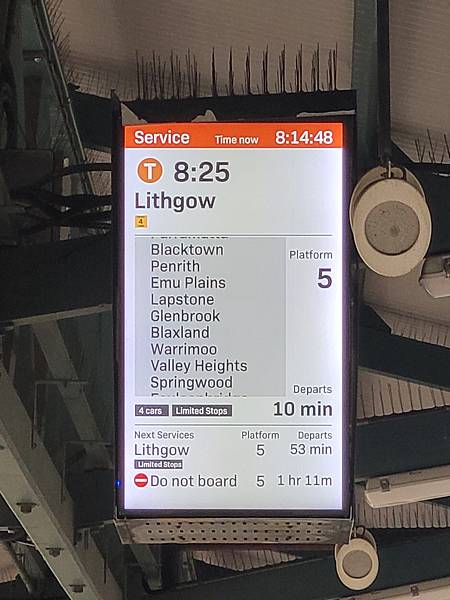 Service Time now 8:14:48
T 8:25
Lithgow
4
Parramatta
Blacktown
Penrith
Emu Plains
Lapstone
Glenbrook
Blaxland
Warrimoo
Valley Heights
Springwood
Faulconbridge
Platform
5
Departs
10 min
4 cars Limited Stops
Next Services Platform Departs
Lithgow 5 53 min
Limited Stops
Do not board 5 1 hr 11m